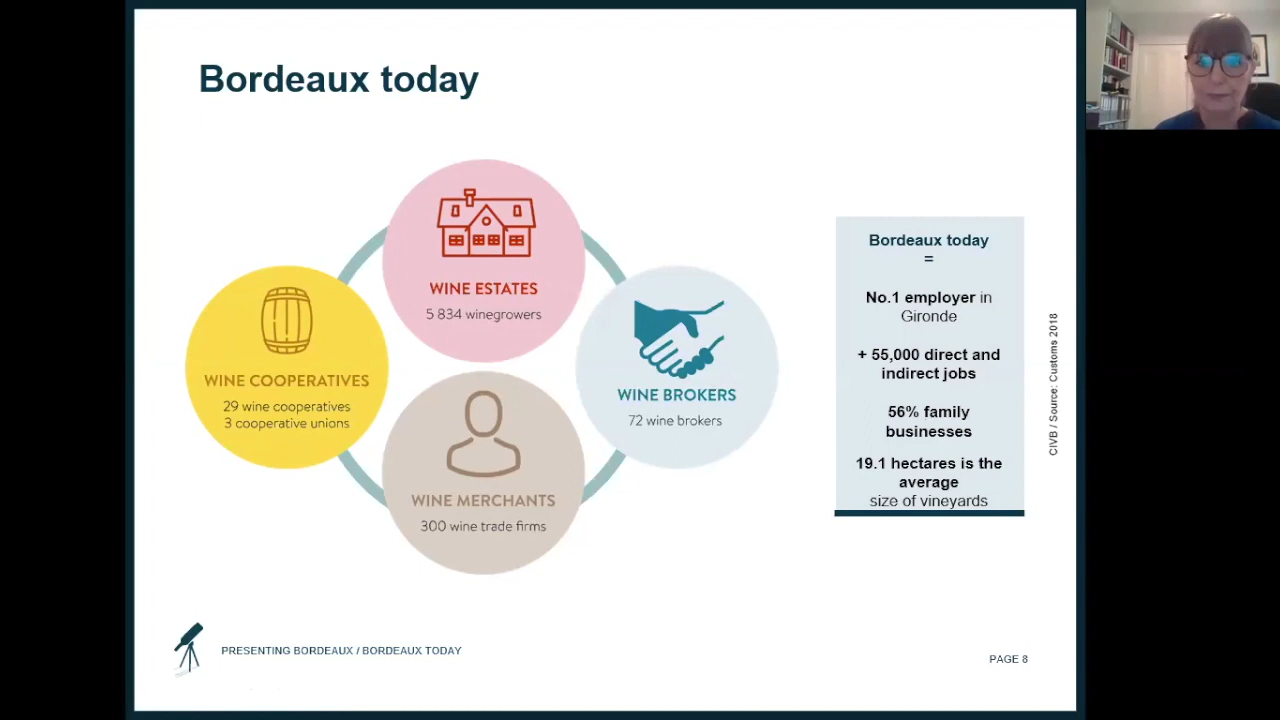 Bordeaux today
WINE ESTATES
5 834 winegrowers
WINE COOPERATIVES
29 wine cooperatives
3 cooperative unions
WINE BROKERS
72 wine brokers
WINE MERCHANTS
300 wine trade firms
Bordeaux today
=
No.1 employer in
Gironde
+ 55,000 direct and
indirect jobs
56% family
businesses
19.1 hectares is the
average
size of vineyards
CIVB / Source: Customs 2018
PRESENTING BORDEAUX / BORDEAUX TODAY
PAGE 8